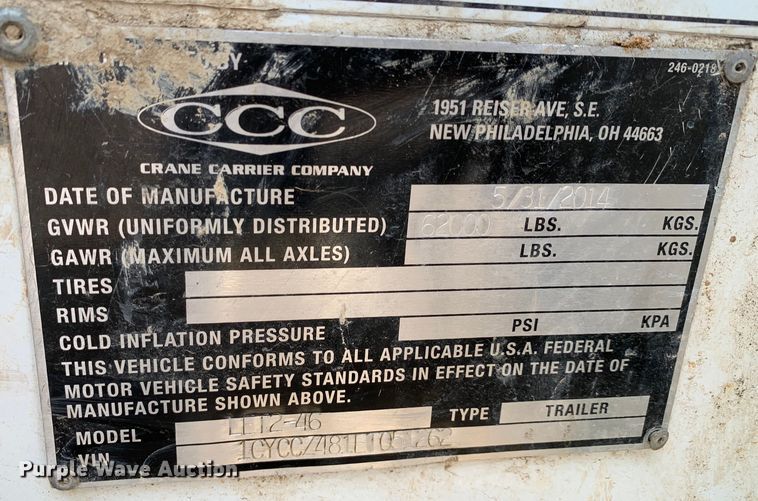 246-0218
CCC
1951 REISER AVE, S.E.
NEW PHILADELPHIA, OH 44663
CRANE CARRIER COMPANY
DATE OF MANUFACTURE 5/31/2014
GVWR (UNIFORMLY DISTRIBUTED) 62000 LBS. KGS.
GAWR (MAXIMUM ALL AXLES) LBS. KGS.
TIRES
RIMS
COLD INFLATION PRESSURE PSI KPA
THIS VEHICLE CONFORMS TO ALL APPLICABLE U.S.A. FEDERAL
MOTOR VEHICLE SAFETY STANDARDS IN EFFECT ON THE DATE OF
MANUFACTURE SHOWN ABOVE.
MODEL TYPE TRAILER
VIN
Purple Wave Auction